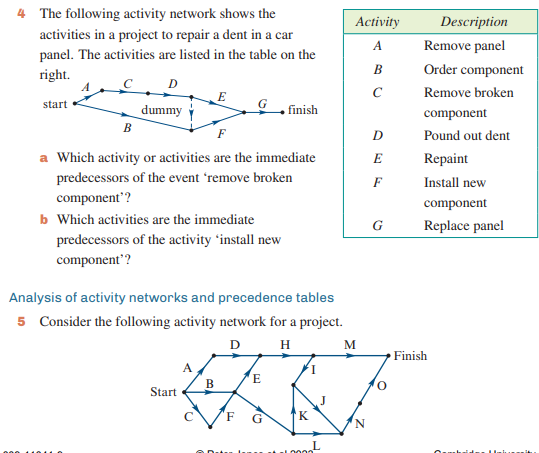 4 The following activity network shows the
activities in a project to repair a dent in a car
panel. The activities are listed in the table on the
right.
A C D
start
dummy
E
G
finish
B
F
a Which activity or activities are the immediate
predecessors of the event ‘remove broken
component’?
b Which activities are the immediate
predecessors of the activity ‘install new
component’?
Activity Description
A Remove panel
B Order component
C Remove broken
component
D Pound out dent
E Repaint
F Install new
component
G Replace panel
Analysis of activity networks and precedence tables
5 Consider the following activity network for a project.
D H M
Finish
A I
B E
Start O
J
C F G K
N
L